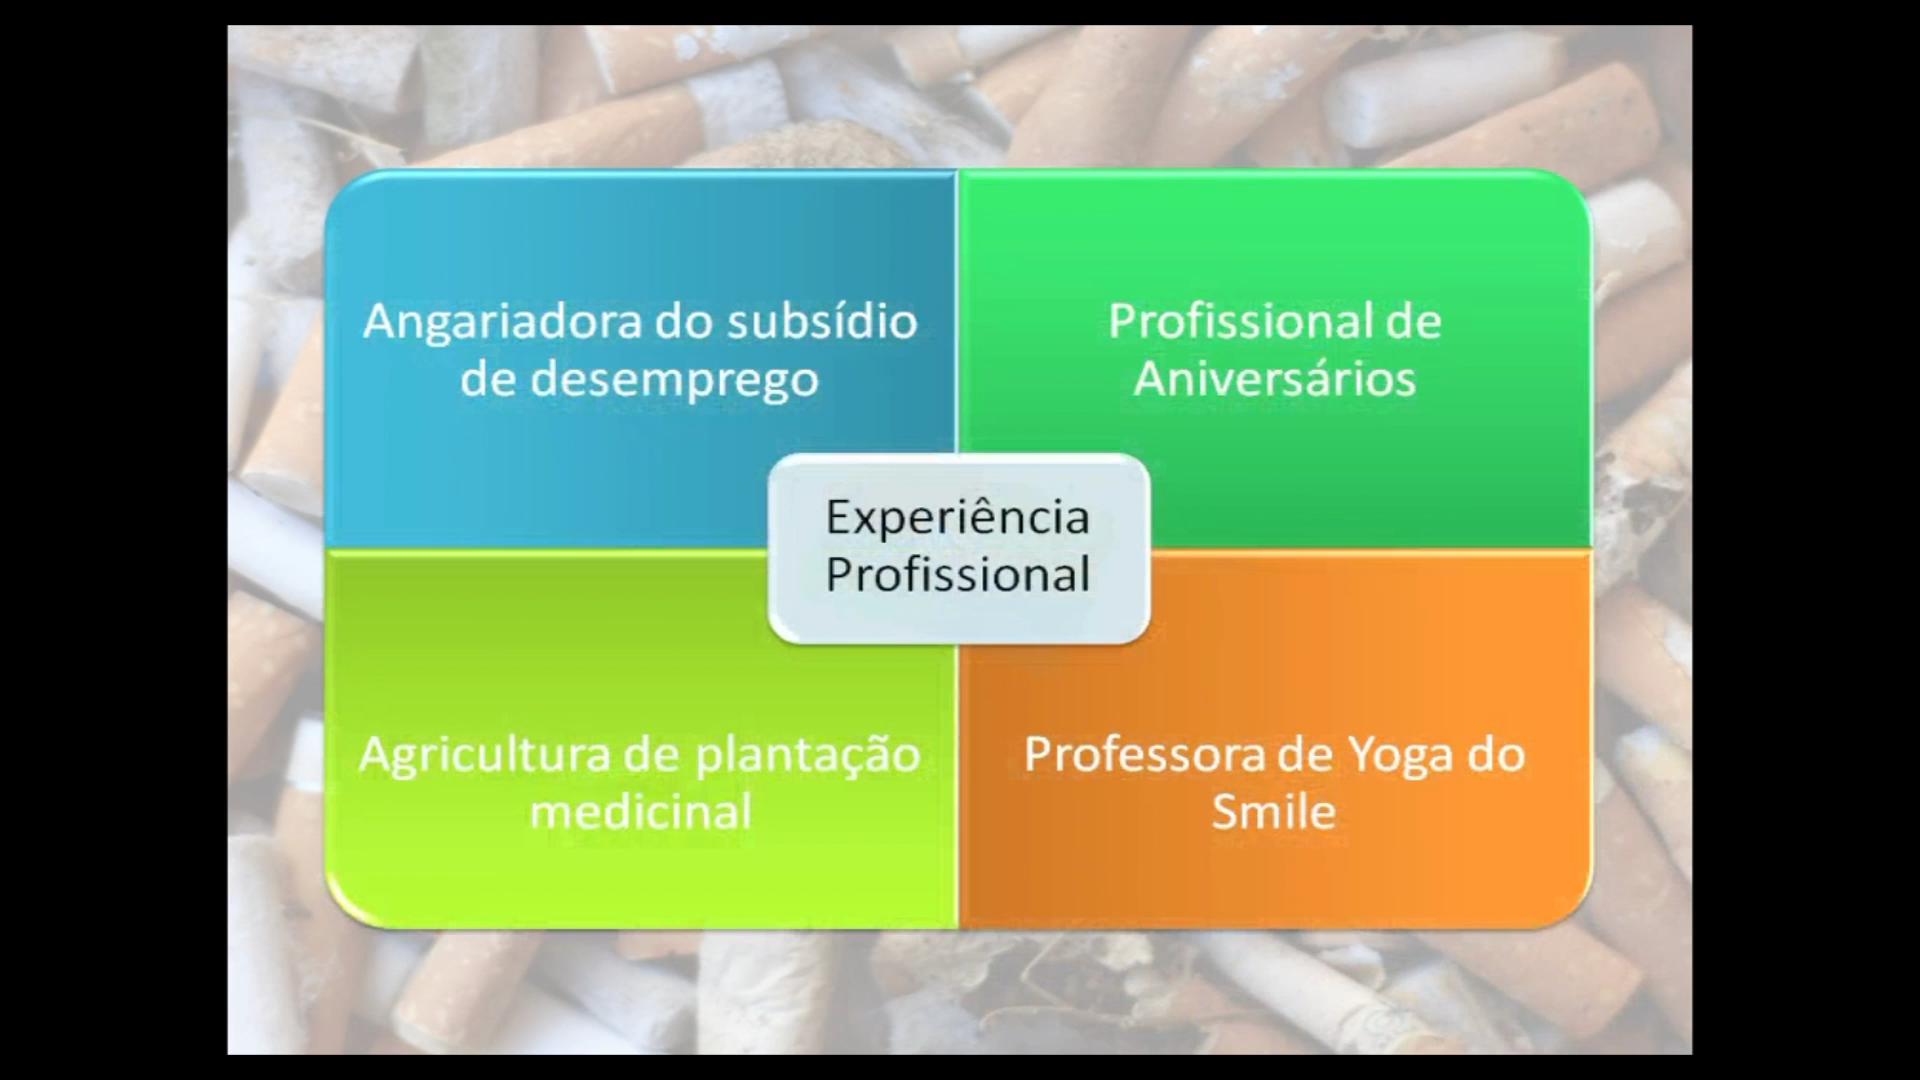 Angariadora do subsídio
de desemprego
Profissional de
Aniversários
Experiência
Profissional
Agricultura de plantação
medicinal
Professora de Yoga do
Smile